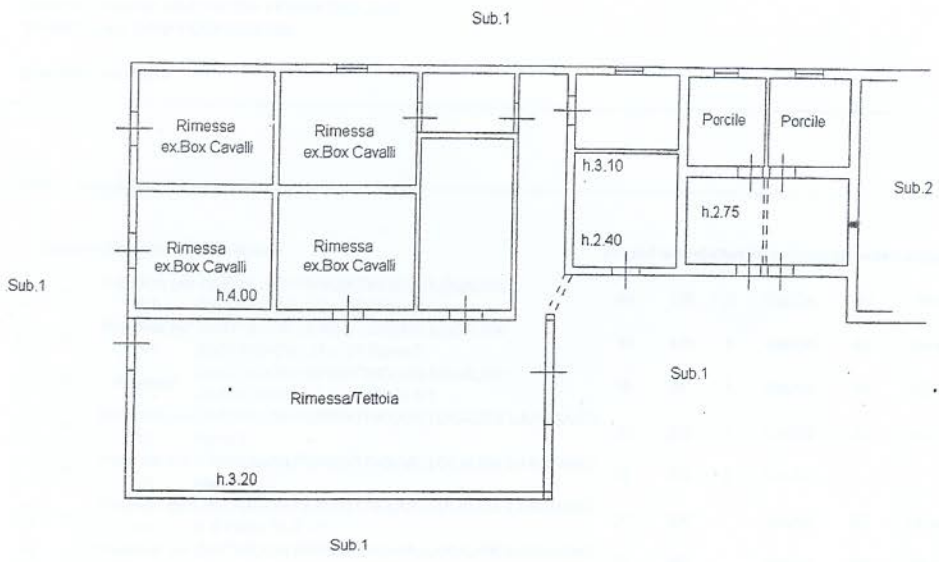 Sub.1
Rimessa
ex.Box Cavalli
Rimessa
ex.Box Cavalli
Porcile
Porcile
h.3.10
Sub.2
h.2.75
Rimessa
ex.Box Cavalli
Rimessa
ex.Box Cavalli
h.2.40
Sub.1
h.4.00
Sub.1
Rimessa/Tettoia
h.3.20
Sub.1